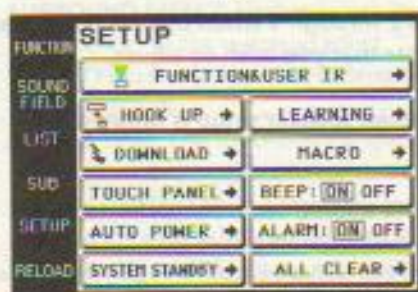 SETUP
FUNCTION
FUNCTION&USER IR
SOUND
FIELD
HOOK UP
LEARNING
LIST
DOWNLOAD
MACRO
SUB
TOUCH PANEL
BEEP: ON OFF
SETUP
AUTO POWER
ALARM: ON OFF
RELOAD
SYSTEM STANDBY
ALL CLEAR